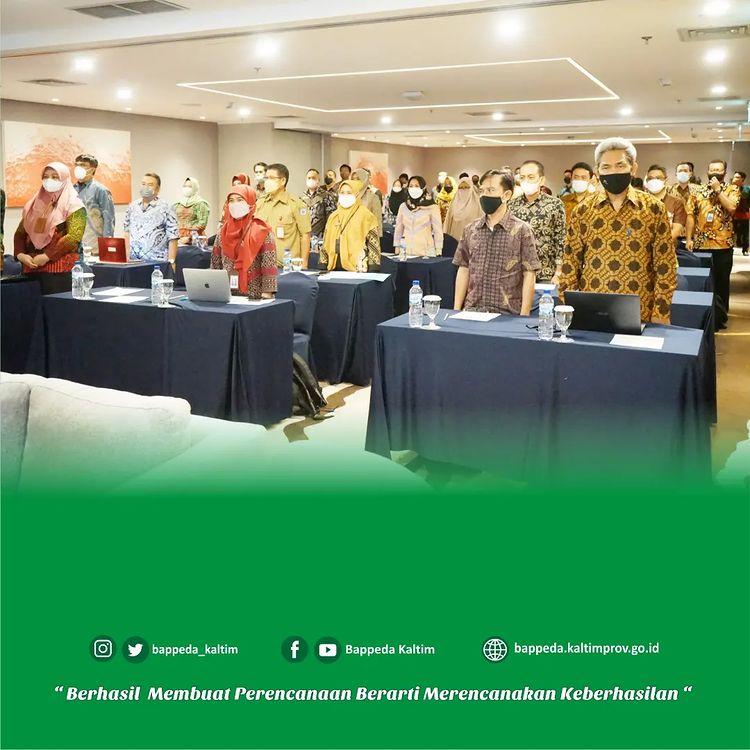 bappeda_kaltim
Bappeda Kaltim
bappeda.kaltimprov.go.id
“ Berhasil Membuat Perencanaan Berarti Merencanakan Keberhasilan “